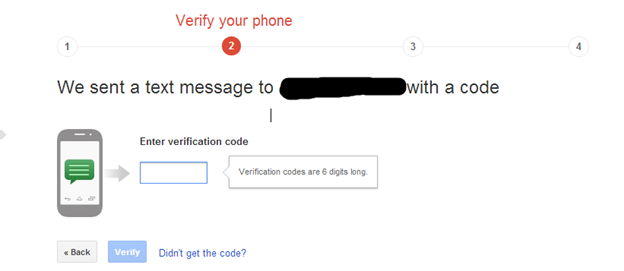 Verify your phone
1 2 3 4
We sent a text message to with a code
Enter verification code
Verification codes are 6 digits long.
« Back Verify Didn't get the code?